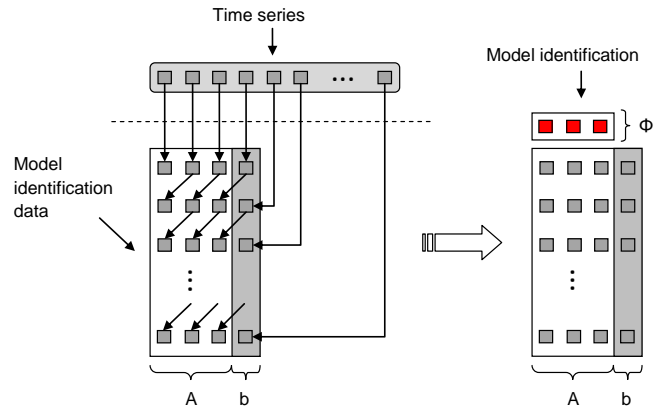 Time series
Model identification
Φ
Model
identification
data
A
b
A
b